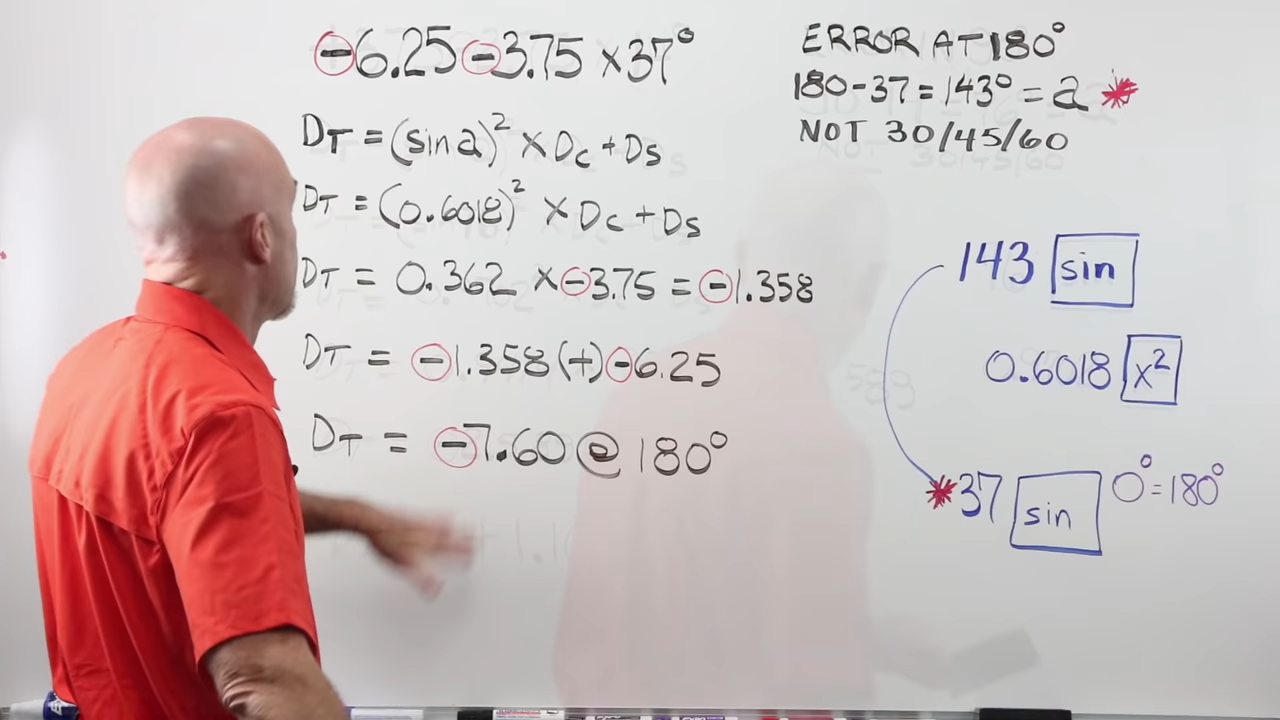 -6.25 -3.75 x 37°
DT = (sin a)² x Dc + Ds
DT = (0.6018)² x Dc + Ds
DT = 0.362 x -3.75 = -1.358
DT = -1.358 (+) -6.25
DT = -7.60 @ 180°
ERROR AT 180°
180-37 = 143° = a *
NOT 30/45/60
143 sin
0.6018 x²
*37 sin 0° = 180°